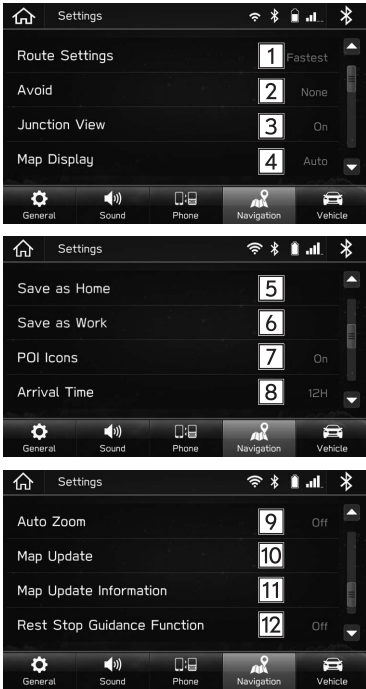 Settings
Route Settings 1 Fastest
Avoid 2 None
Junction View 3 On
Map Display 4 Auto
General Sound Phone Navigation Vehicle
Settings
Save as Home 5
Save as Work 6
POI Icons 7 On
Arrival Time 8 12H
General Sound Phone Navigation Vehicle
Settings
Auto Zoom 9 Off
Map Update 10
Map Update Information 11
Rest Stop Guidance Function 12 Off
General Sound Phone Navigation Vehicle